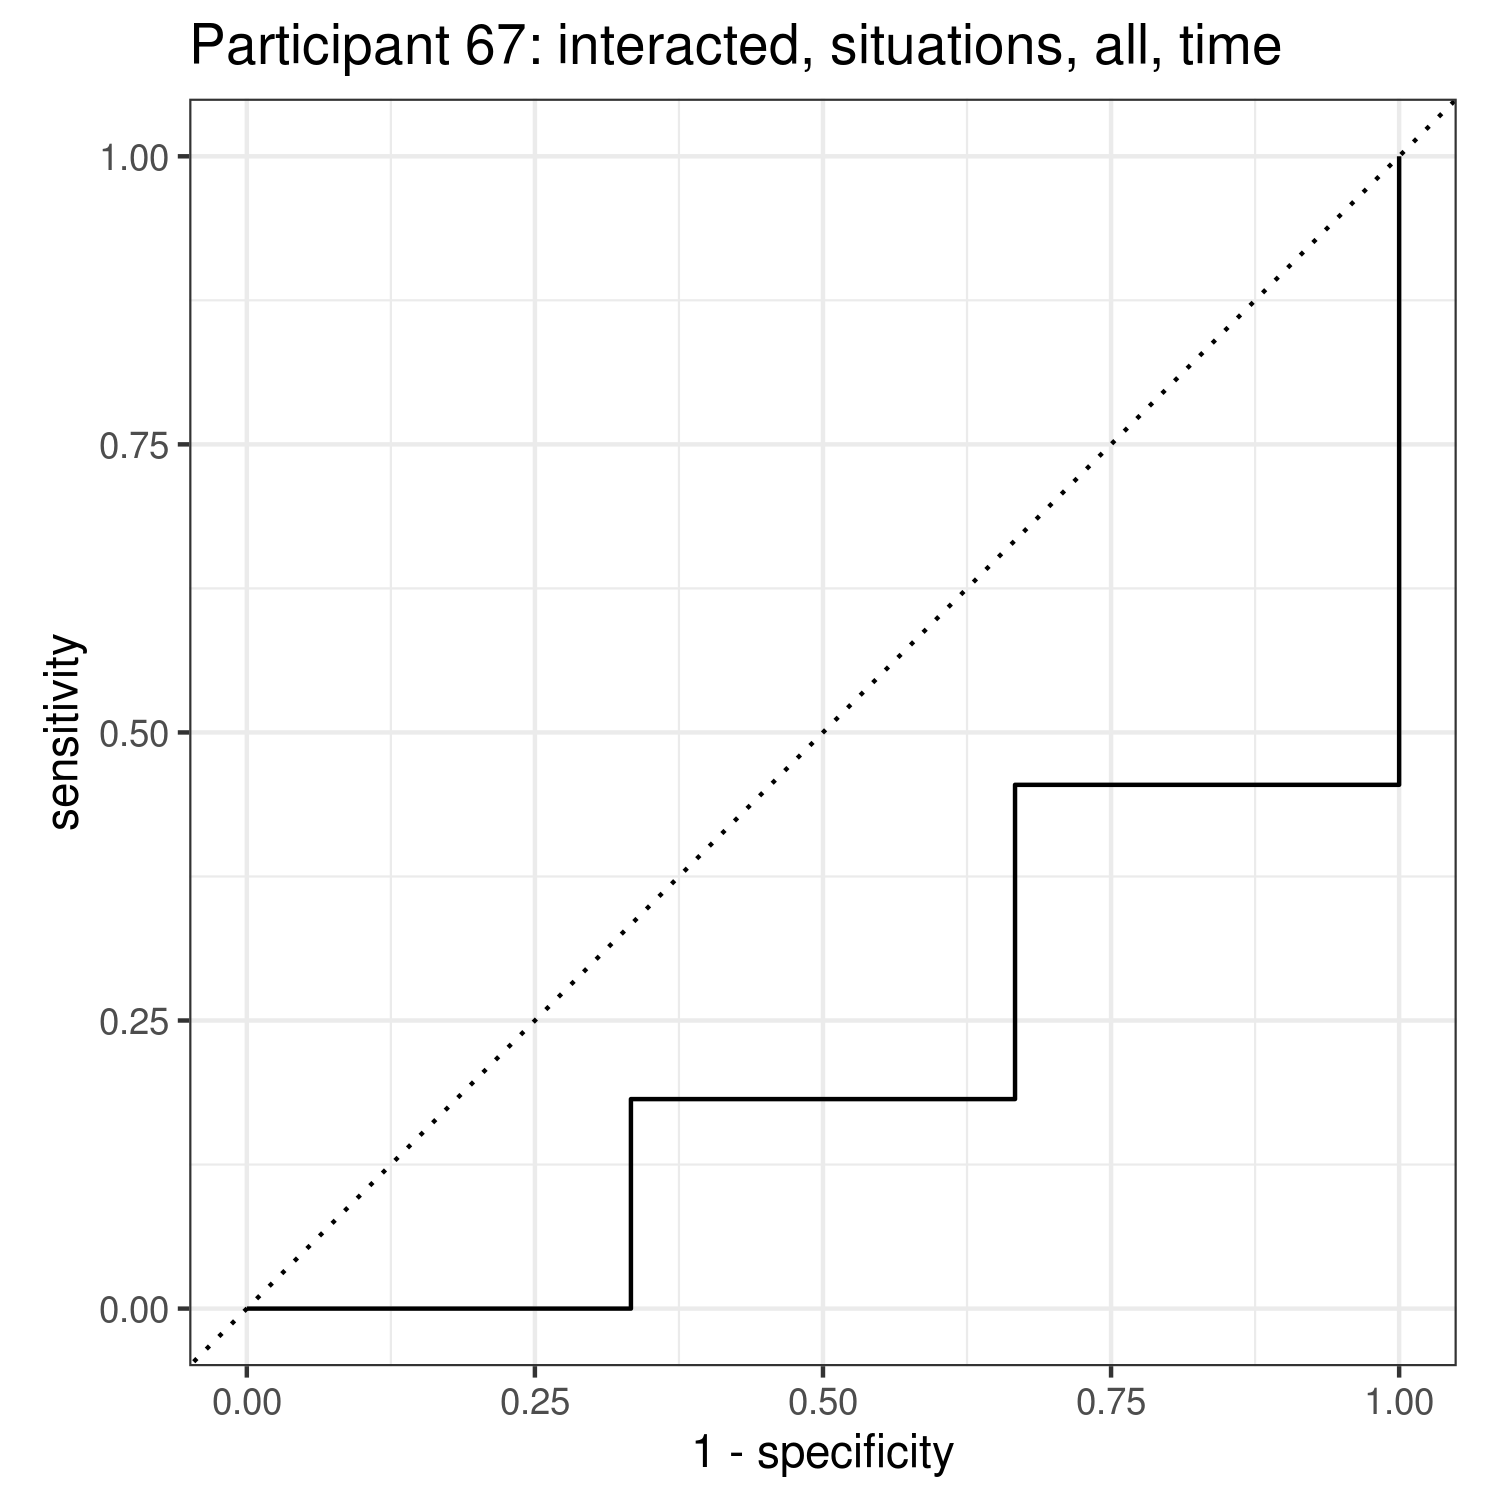 Participant 67: interacted, situations, all, time
1.00
0.75
0.50
0.25
0.00
sensitivity
0.00 0.25 0.50 0.75 1.00
1 - specificity